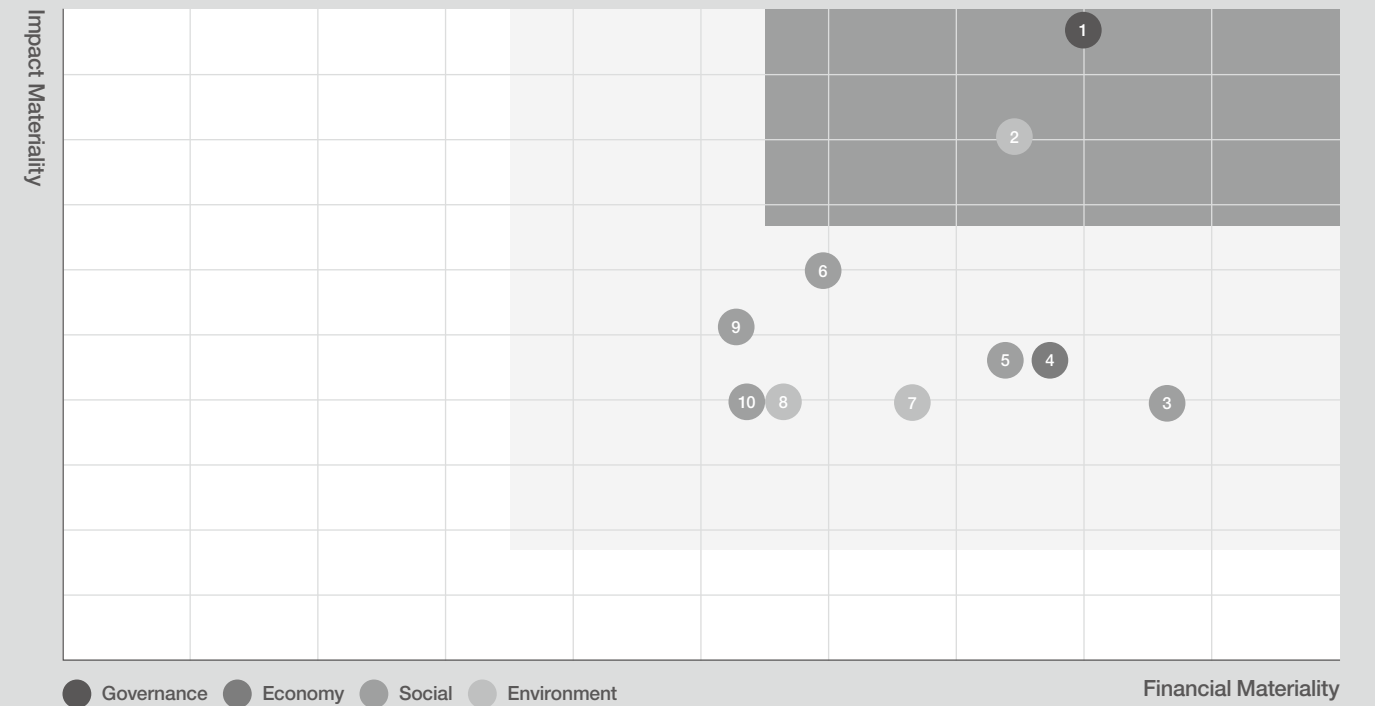 Impact Materiality
1
2
6
9
5
4
10
8
7
3
Governance
Economy
Social
Environment
Financial Materiality